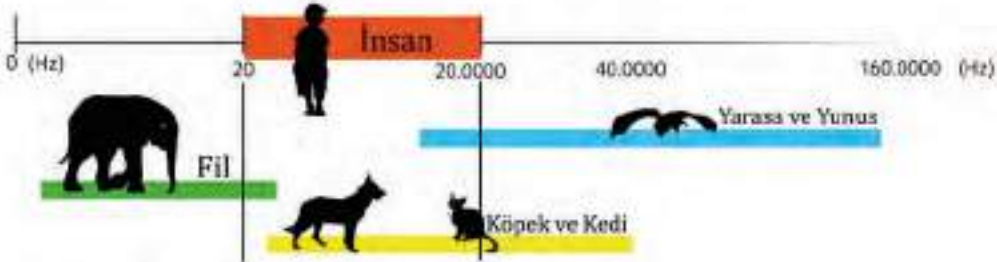 İnsan
0 (Hz) 20 20.0000 40.0000 160.0000 (Hz)
Yarasa ve Yunus
Fil
Köpek ve Kedi